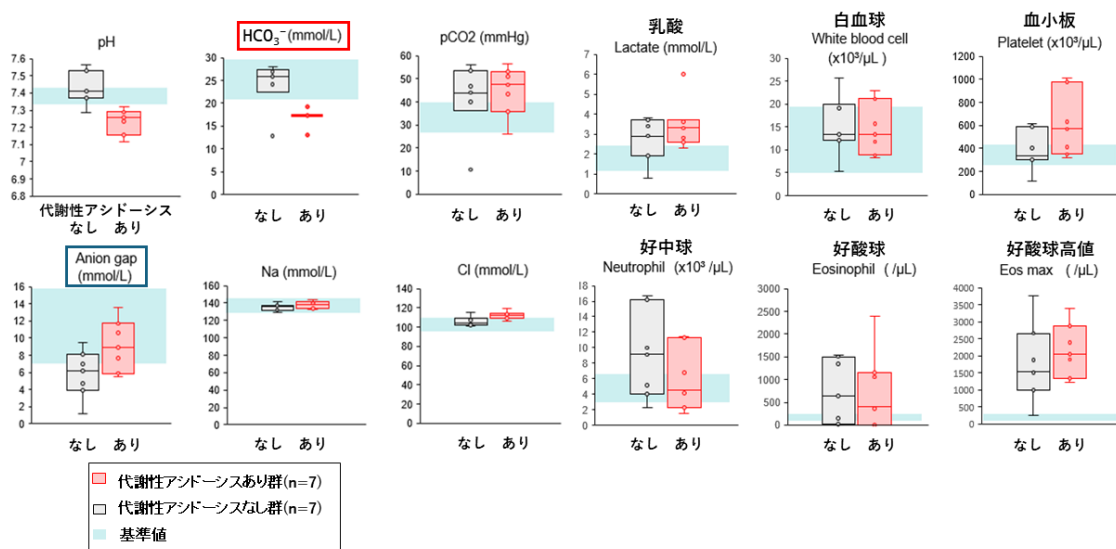 pH
7.6
7.5
7.4
7.3
7.2
7.1
7
6.9
6.8
代謝性アシドーシス
なし あり
HCO₃⁻ (mmol/L)
30
25
20
15
10
5
0
なし あり
pCO2 (mmHg)
60
50
40
30
20
10
0
なし あり
乳酸
Lactate (mmol/L)
7
6
5
4
3
2
1
0
なし あり
白血球
White blood cell
(x10³/μL )
30
25
20
15
10
5
0
なし あり
血小板
Platelet (x10³/μL)
1200
1000
800
600
400
200
0
なし あり
Anion gap
(mmol/L)
16
14
12
10
8
6
4
2
0
なし あり
Na (mmol/L)
160
140
120
100
80
60
40
20
0
なし あり
Cl (mmol/L)
140
120
100
80
60
40
20
0
なし あり
好中球
Neutrophil (x10³ /μL)
18
16
14
12
10
8
6
4
2
0
なし あり
好酸球
Eosinophil ( /μL)
3000
2500
2000
1500
1000
500
0
なし あり
好酸球高値
Eos max ( /μL)
4000
3500
3000
2500
2000
1500
1000
500
0
なし あり
代謝性アシドーシスあり群(n=7)
代謝性アシドーシスなし群(n=7)
基準値